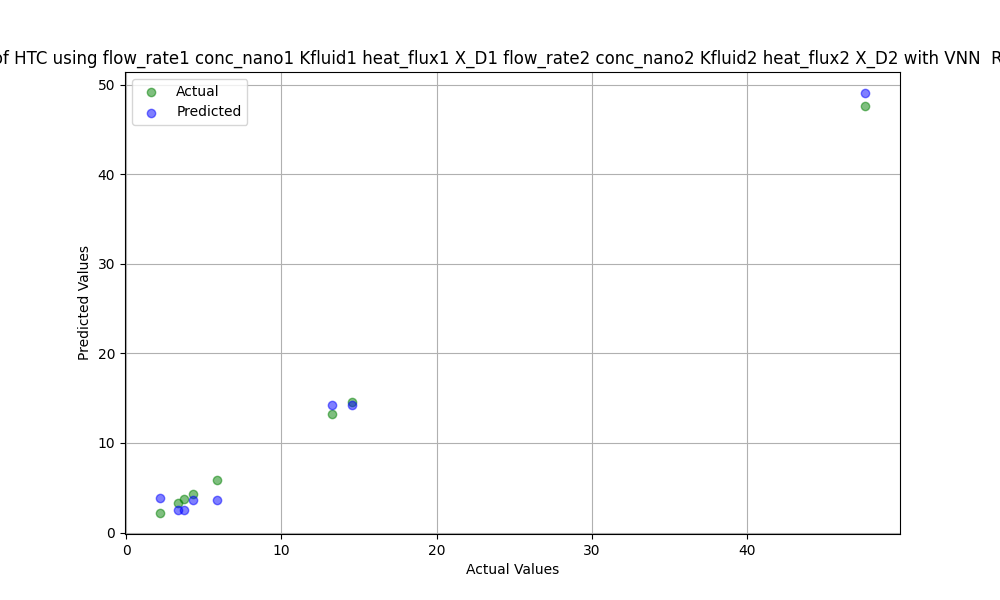 of HTC using flow_rate1 conc_nano1 Kfluid1 heat_flux1 X_D1 flow_rate2 conc_nano2 Kfluid2 heat_flux2 X_D2 with VNN R
Actual
Predicted
50
40
30
20
10
0
Predicted Values
0 10 20 30 40
Actual Values